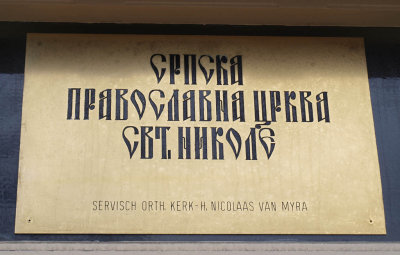 СРПСКА
ПРАВОСЛАВНА ЦРКВА
СВТ. НИКОЛЕ
SERVISCH ORTH. KERK-H. NICOLAAS VAN MYRA